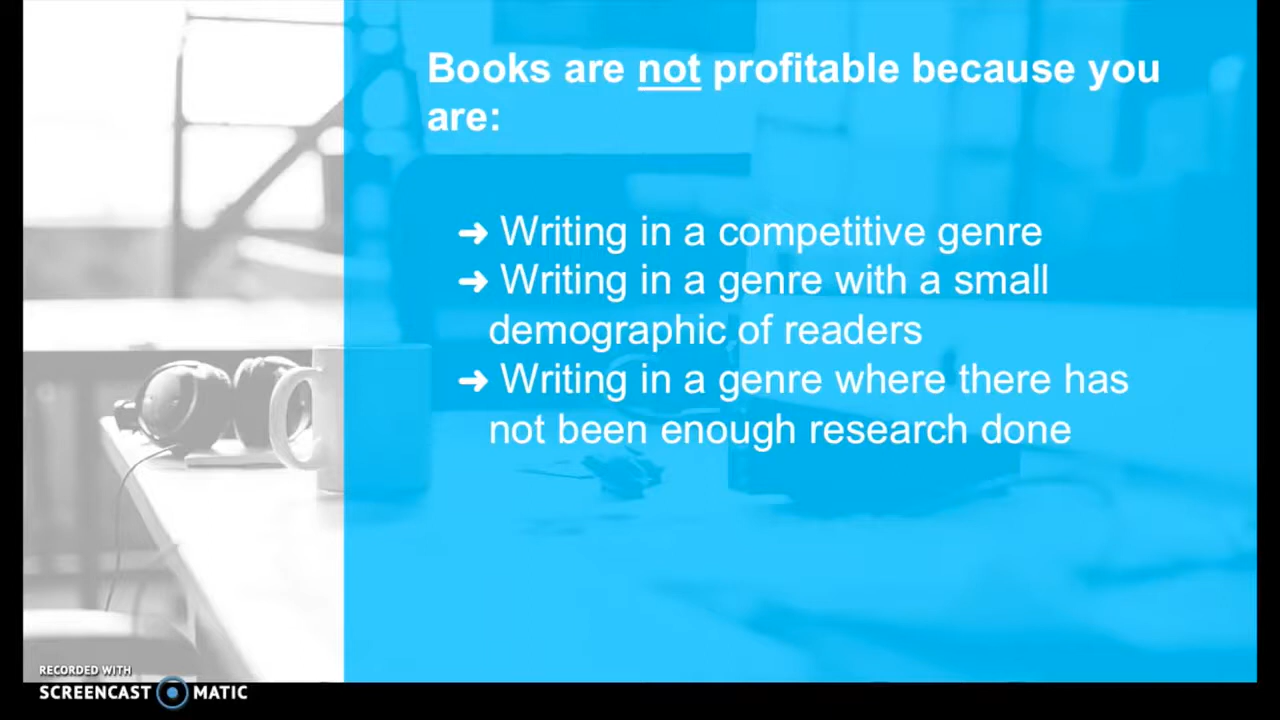 Books are not profitable because you
are:
➜ Writing in a competitive genre
➜ Writing in a genre with a small
demographic of readers
➜ Writing in a genre where there has
not been enough research done
RECORDED WITH
SCREENCAST MATIC